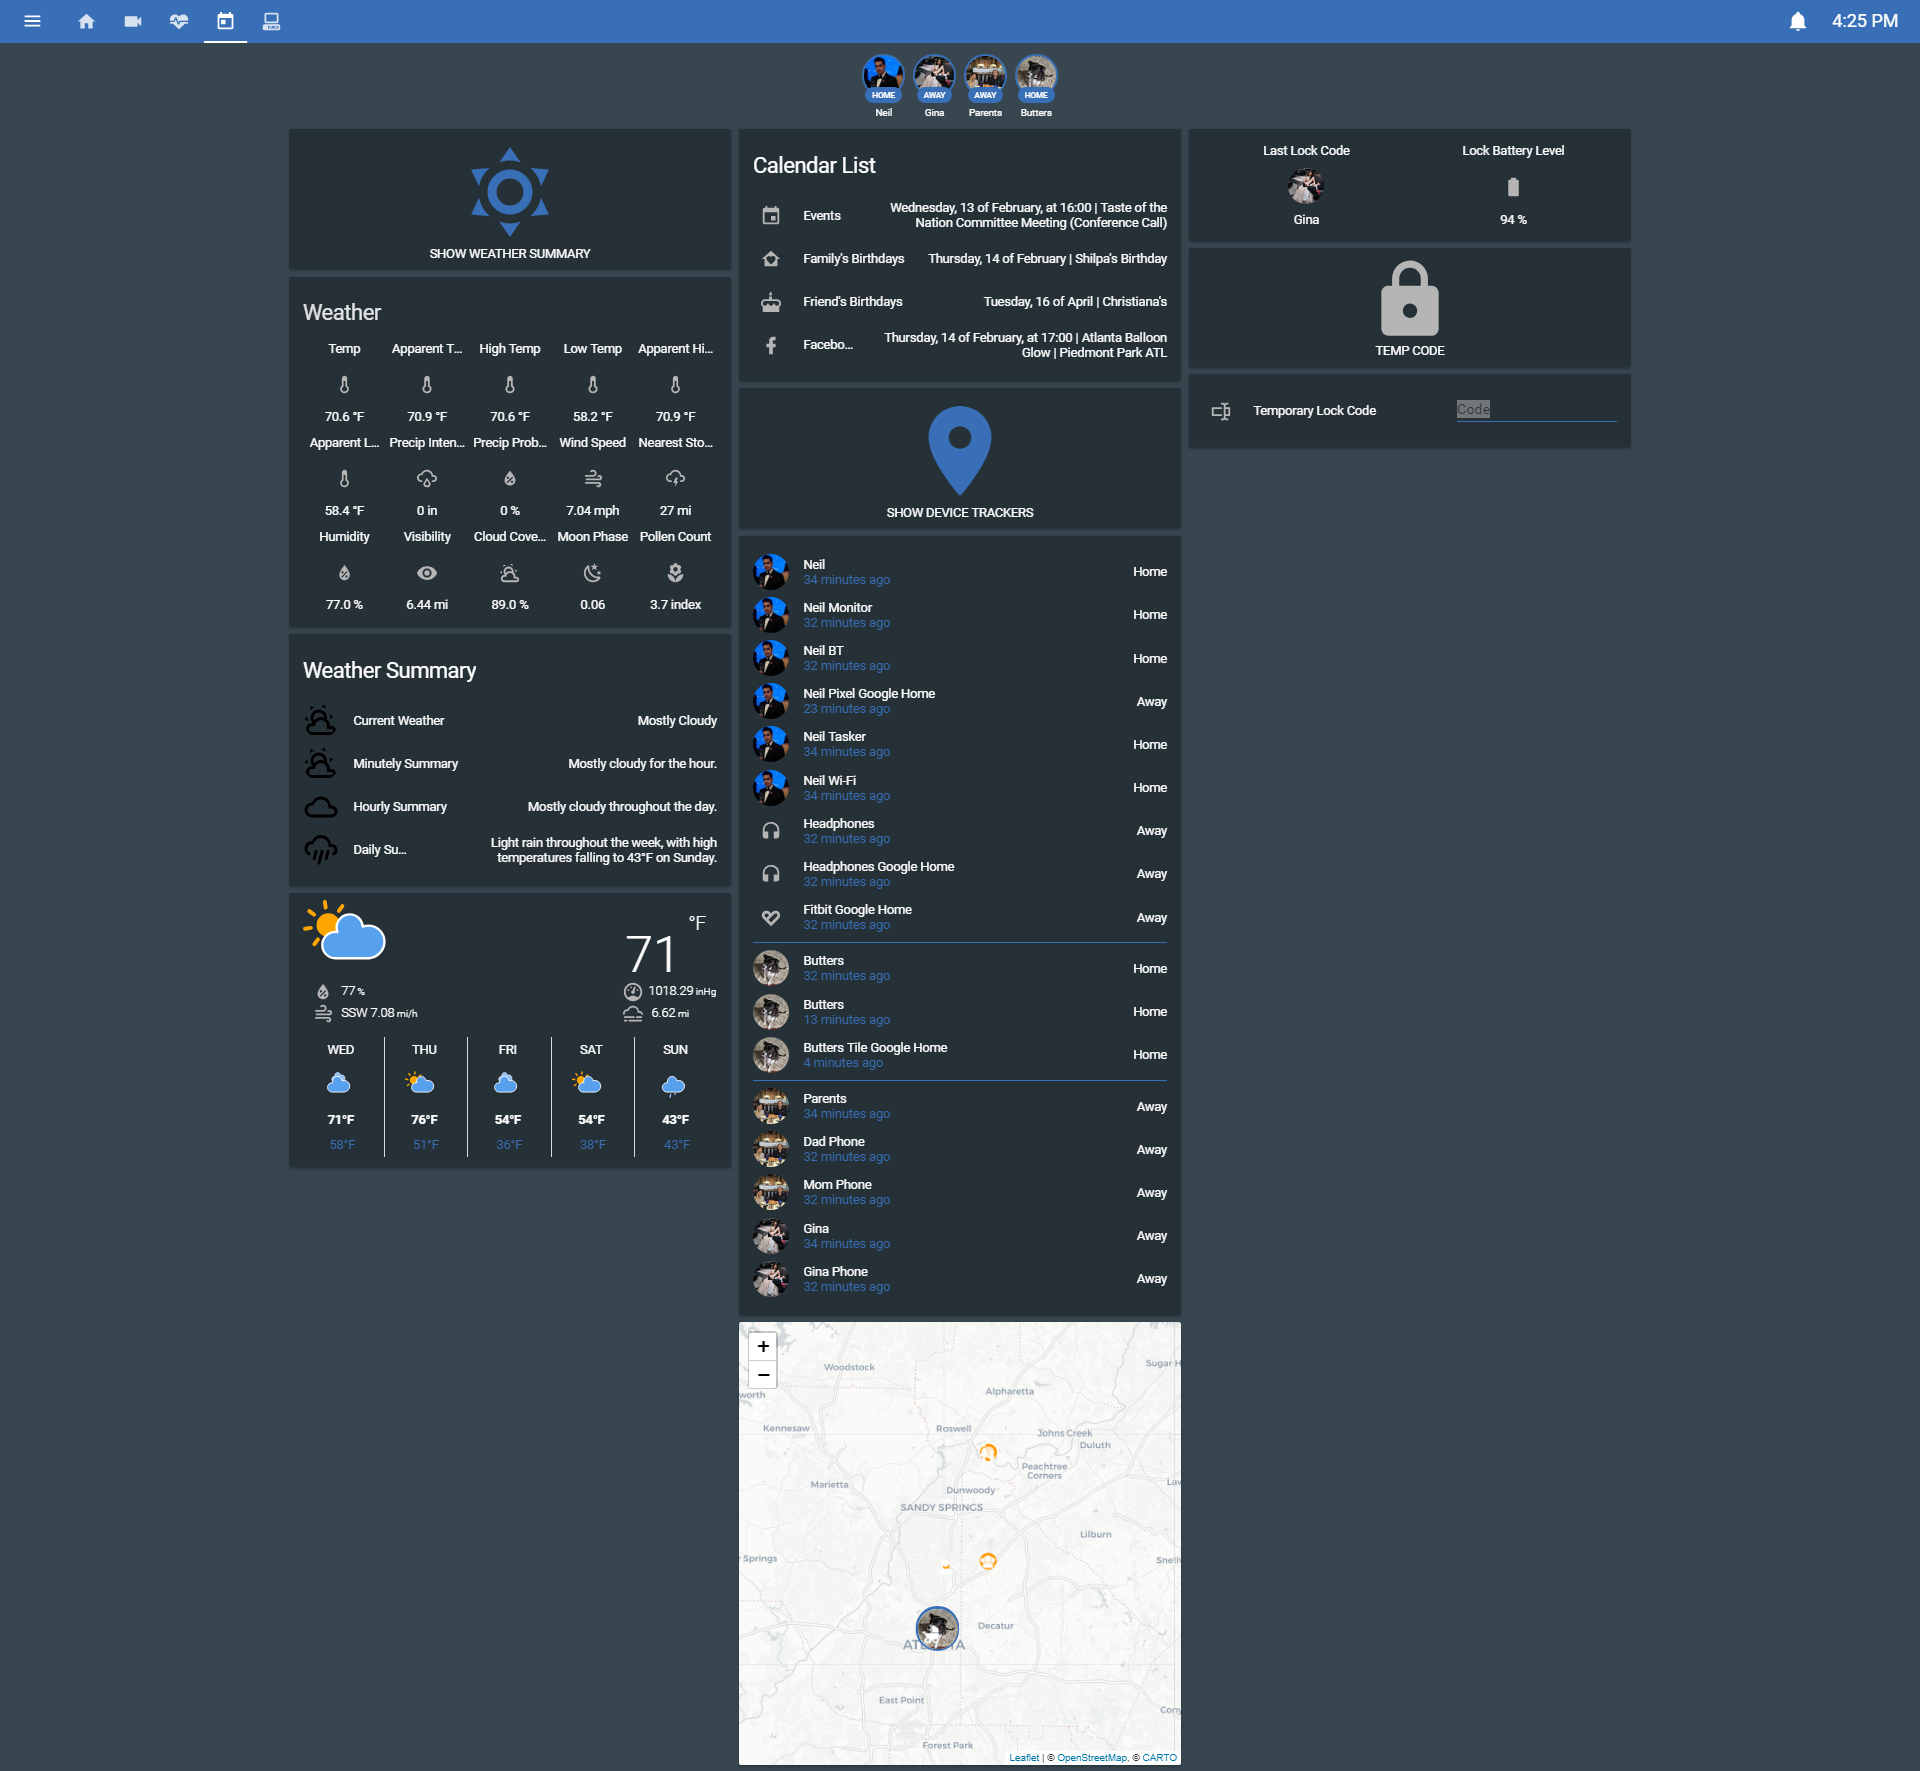 4:25 PM
HOME AWAY AWAY HOME
Neil Gina Parents Butters
SHOW WEATHER SUMMARY
Weather
Temp Apparent T... High Temp Low Temp Apparent Hi...
70.6 °F 70.9 °F 70.6 °F 58.2 °F 70.9 °F
Apparent L... Precip Inten... Precip Prob... Wind Speed Nearest Sto...
58.4 °F 0 in 0 % 7.04 mph 27 mi
Humidity Visibility Cloud Cove... Moon Phase Pollen Count
77.0 % 6.44 mi 89.0 % 0.06 3.7 index
Weather Summary
Current Weather Mostly Cloudy
Minutely Summary Mostly cloudy for the hour.
Hourly Summary Mostly cloudy throughout the day.
Daily Su... Light rain throughout the week, with high
temperatures falling to 43°F on Sunday.
71 °F
77 % 1018.29 inHg
SSW 7.08 mi/h 6.62 mi
WED THU FRI SAT SUN
71°F 76°F 54°F 54°F 43°F
58°F 51°F 36°F 38°F 43°F
Calendar List
Events Wednesday, 13 of February, at 16:00 | Taste of the
Nation Committee Meeting (Conference Call)
Family's Birthdays Thursday, 14 of February | Shilpa's Birthday
Friend's Birthdays Tuesday, 16 of April | Christiana's
Facebo... Thursday, 14 of February, at 17:00 | Atlanta Balloon
Glow | Piedmont Park ATL
SHOW DEVICE TRACKERS
Neil Home
34 minutes ago
Neil Monitor Home
32 minutes ago
Neil BT Home
32 minutes ago
Neil Pixel Google Home Away
23 minutes ago
Neil Tasker Home
34 minutes ago
Neil Wi-Fi Home
34 minutes ago
Headphones Away
32 minutes ago
Headphones Google Home Away
32 minutes ago
Fitbit Google Home Away
32 minutes ago
Butters Home
32 minutes ago
Butters Home
13 minutes ago
Butters Tile Google Home Home
4 minutes ago
Parents Away
34 minutes ago
Dad Phone Away
32 minutes ago
Mom Phone Away
32 minutes ago
Gina Away
34 minutes ago
Gina Phone Away
32 minutes ago
+
−
Woodstock
Sugar H
Alpharetta
worth
Kennesaw
Roswell
Johns Creek
Duluth
Peachtree
Corners
Marietta
Law
Dunwoody
SANDY SPRINGS
Lilburn
r Springs
Snell
Decatur
East Point
Cony
Forest Park
Leaflet | © OpenStreetMap, © CARTO
Last Lock Code Lock Battery Level
Gina 94 %
TEMP CODE
Temporary Lock Code Code